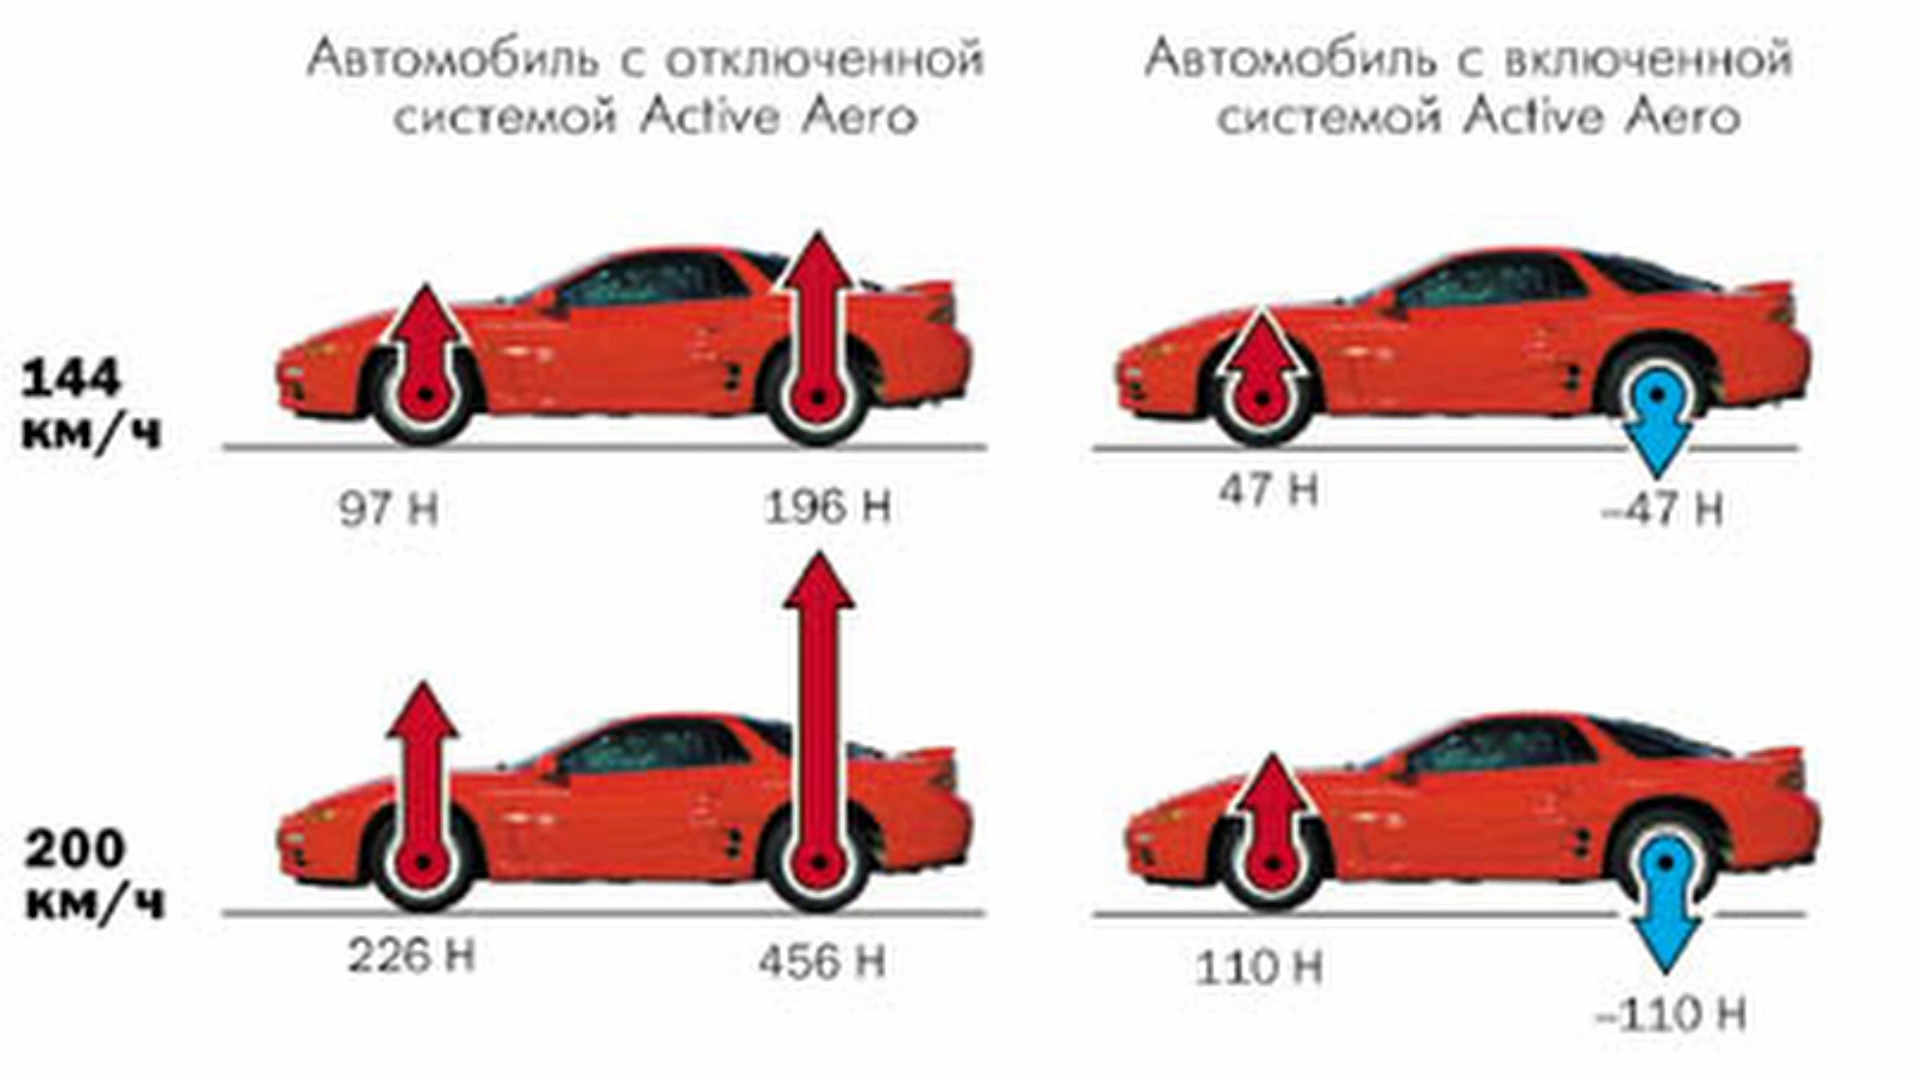 Автомобиль с отключенной
системой Active Aero
Автомобиль с включенной
системой Active Aero
144
км/ч
97 Н
196 Н
47 Н
–47 Н
200
км/ч
226 Н
456 Н
110 Н
–110 Н